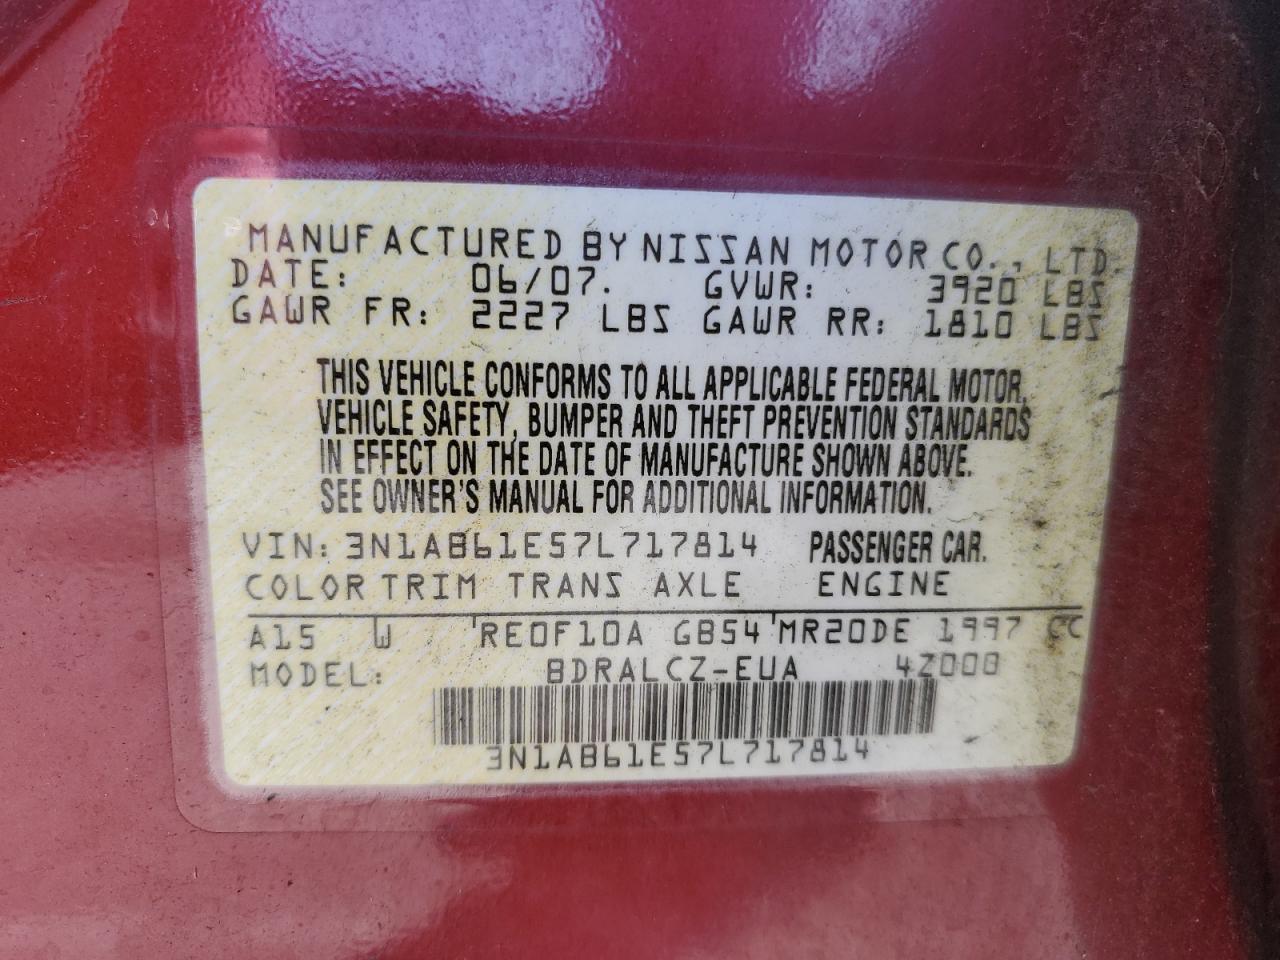 MANUFACTURED BY NISSAN MOTOR CO., LTD.
DATE: 06/07. GVWR: 3920 LBS
GAWR FR: 2227 LBS GAWR RR: 1810 LBS
THIS VEHICLE CONFORMS TO ALL APPLICABLE FEDERAL MOTOR,
VEHICLE SAFETY, BUMPER AND THEFT PREVENTION STANDARDS
IN EFFECT ON THE DATE OF MANUFACTURE SHOWN ABOVE.
SEE OWNER'S MANUAL FOR ADDITIONAL INFORMATION.
VIN: 3N1AB61E57L717814 PASSENGER CAR.
COLOR TRIM TRANS AXLE ENGINE
A15 W 'RE0F10A GB54 'MR20DE 1997 CC
MODEL: BDRALCZ-EUA 4Z008
3N1AB61E57L717814